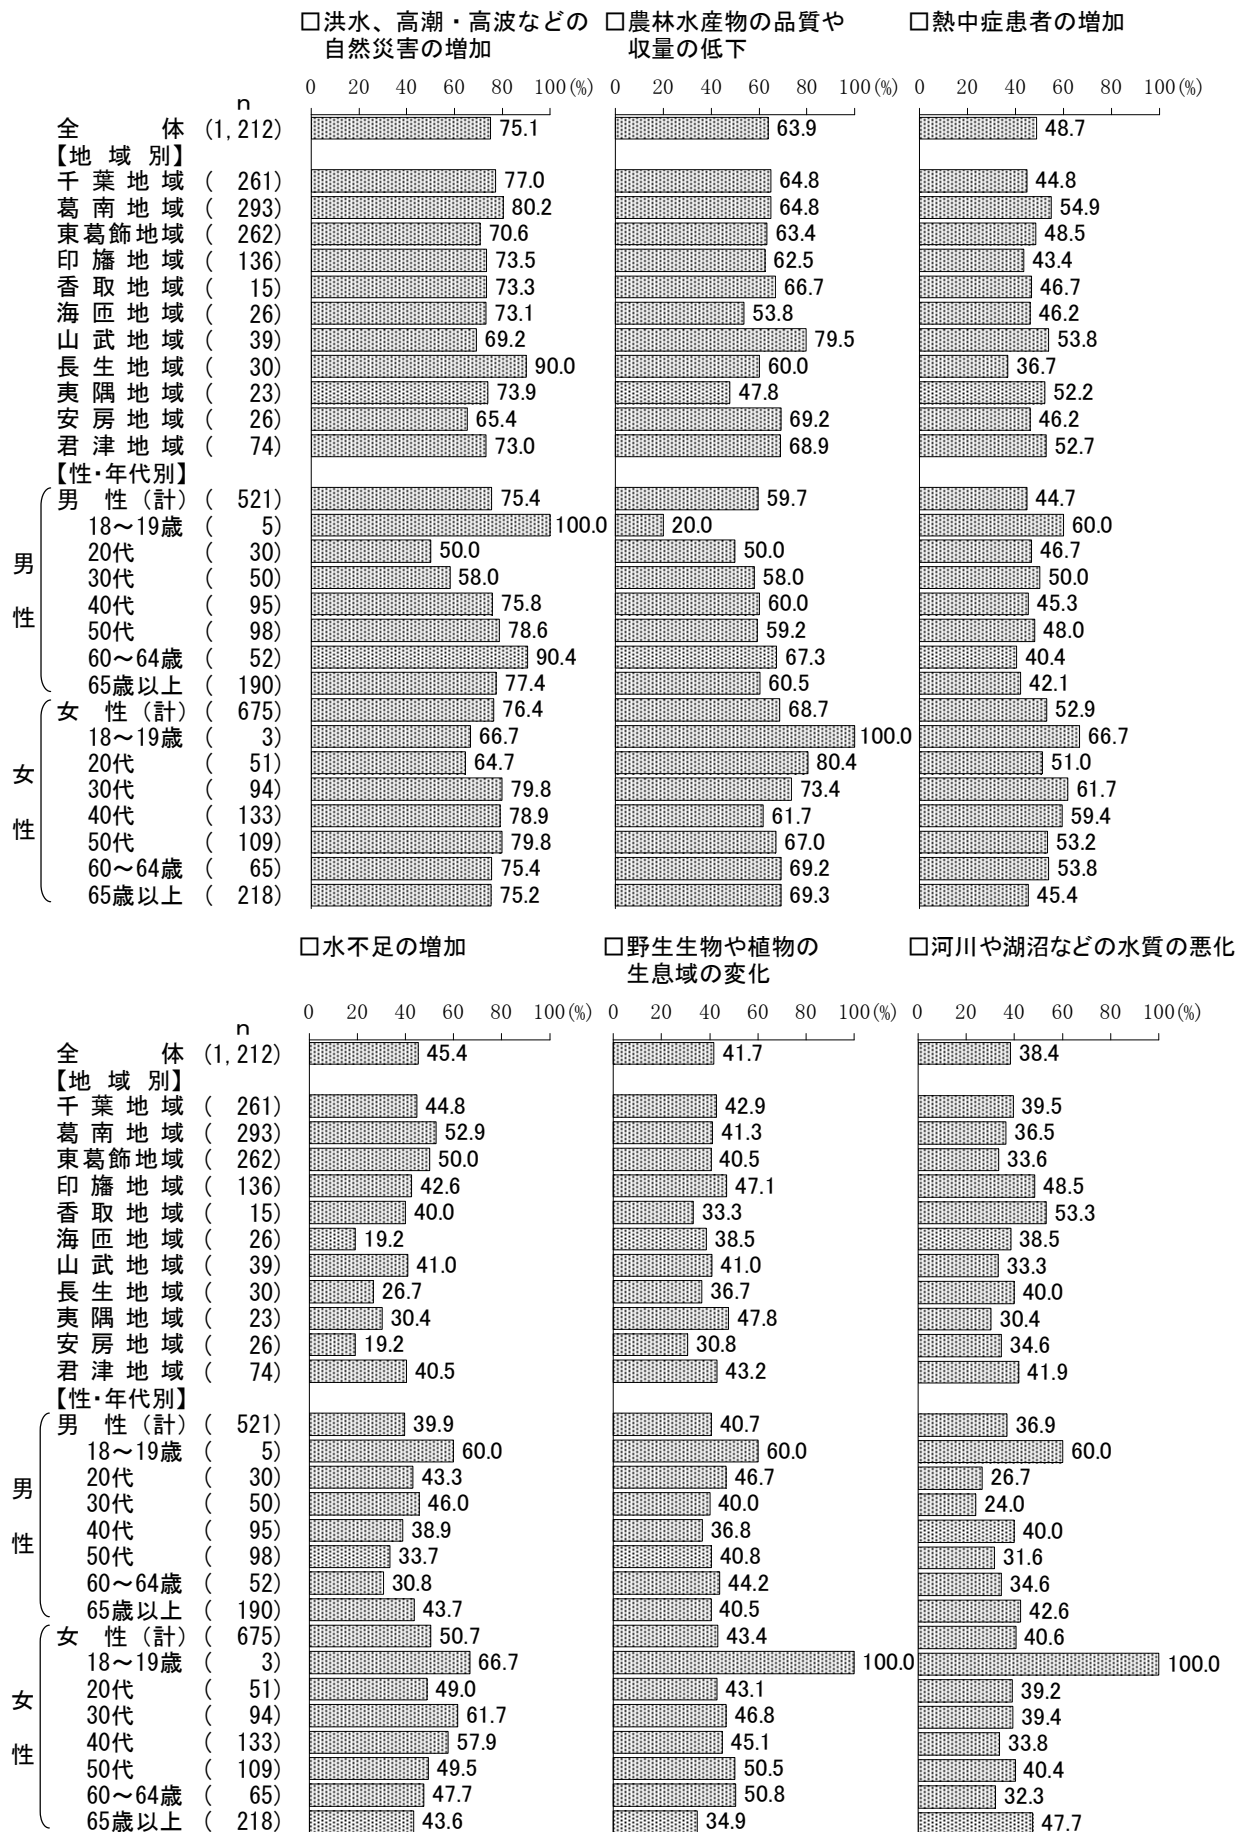 □洪水、高潮・高波などの 自然災害の増加 □農林水産物の品質や 収量の低下 □熱中症患者の増加
n 0 20 40 60 80 100(%) 0 20 40 60 80 100(%) 0 20 40 60 80 100(%)
全体 (1,212) 75.1 63.9 48.7
【地域別】
千葉地域 ( 261) 77.0 64.8 44.8
葛南地域 ( 293) 80.2 64.8 54.9
東葛飾地域 ( 262) 70.6 63.4 48.5
印旛地域 ( 136) 73.5 62.5 43.4
香取地域 ( 15) 73.3 66.7 46.7
海匝地域 ( 26) 73.1 53.8 46.2
山武地域 ( 39) 69.2 79.5 53.8
長生地域 ( 30) 90.0 60.0 36.7
夷隅地域 ( 23) 73.9 47.8 52.2
安房地域 ( 26) 65.4 69.2 46.2
君津地域 ( 74) 73.0 68.9 52.7
【性・年代別】
男性
男性(計) ( 521) 75.4 59.7 44.7
18〜19歳 ( 5) 100.0 20.0 60.0
20代 ( 30) 50.0 50.0 46.7
30代 ( 50) 58.0 58.0 50.0
40代 ( 95) 75.8 60.0 45.3
50代 ( 98) 78.6 59.2 48.0
60〜64歳 ( 52) 90.4 67.3 40.4
65歳以上 ( 190) 77.4 60.5 42.1
女性
女性(計) ( 675) 76.4 68.7 52.9
18〜19歳 ( 3) 66.7 100.0 66.7
20代 ( 51) 64.7 80.4 51.0
30代 ( 94) 79.8 73.4 61.7
40代 ( 133) 78.9 61.7 59.4
50代 ( 109) 79.8 67.0 53.2
60〜64歳 ( 65) 75.4 69.2 53.8
65歳以上 ( 218) 75.2 69.3 45.4
□水不足の増加 □野生生物や植物の 生息域の変化 □河川や湖沼などの水質の悪化
n 0 20 40 60 80 100(%) 0 20 40 60 80 100(%) 0 20 40 60 80 100(%)
全体 (1,212) 45.4 41.7 38.4
【地域別】
千葉地域 ( 261) 44.8 42.9 39.5
葛南地域 ( 293) 52.9 41.3 36.5
東葛飾地域 ( 262) 50.0 40.5 33.6
印旛地域 ( 136) 42.6 47.1 48.5
香取地域 ( 15) 40.0 33.3 53.3
海匝地域 ( 26) 19.2 38.5 38.5
山武地域 ( 39) 41.0 41.0 33.3
長生地域 ( 30) 26.7 36.7 40.0
夷隅地域 ( 23) 30.4 47.8 30.4
安房地域 ( 26) 19.2 30.8 34.6
君津地域 ( 74) 40.5 43.2 41.9
【性・年代別】
男性
男性(計) ( 521) 39.9 40.7 36.9
18〜19歳 ( 5) 60.0 60.0 60.0
20代 ( 30) 43.3 46.7 26.7
30代 ( 50) 46.0 40.0 24.0
40代 ( 95) 38.9 36.8 40.0
50代 ( 98) 33.7 40.8 31.6
60〜64歳 ( 52) 30.8 44.2 34.6
65歳以上 ( 190) 43.7 40.5 42.6
女性
女性(計) ( 675) 50.7 43.4 40.6
18〜19歳 ( 3) 66.7 100.0 100.0
20代 ( 51) 49.0 43.1 39.2
30代 ( 94) 61.7 46.8 39.4
40代 ( 133) 57.9 45.1 33.8
50代 ( 109) 49.5 50.5 40.4
60〜64歳 ( 65) 47.7 50.8 32.3
65歳以上 ( 218) 43.6 34.9 47.7